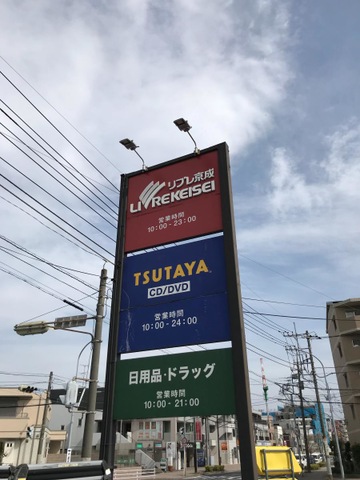 リブレ京成
LIVREKEISEI
営業時間
10:00-23:00
TSUTAYA
CD/DVD
営業時間
10:00-24:00
日用品・ドラッグ
営業時間
10:00-21:00